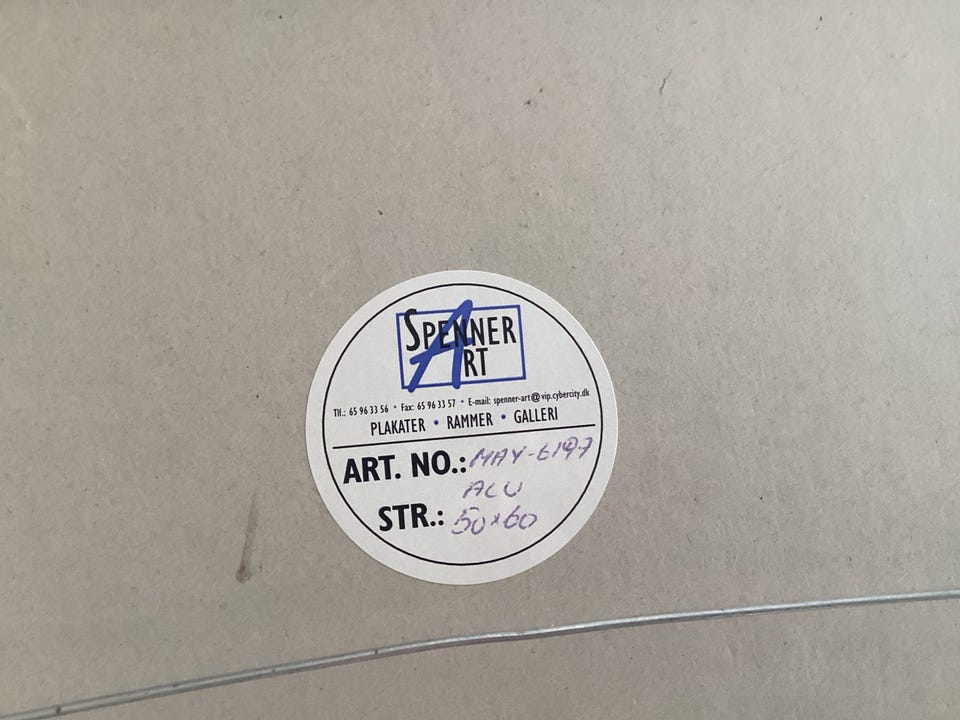 SPENNER
ART
Tlf.: 65 96 33 56 • Fax: 65 96 33 57 • E-mail: spenner-art@vip.cybercity.dk
PLAKATER • RAMMER • GALLERI
ART. NO.: MAY-6197
ALU
STR.: 50x60